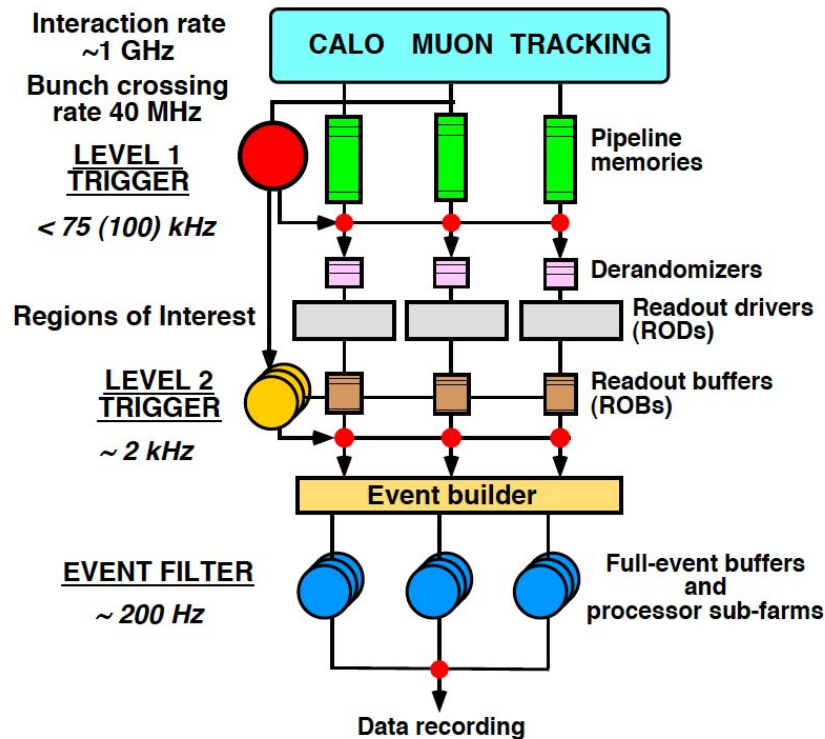 Interaction rate
~1 GHz
CALO MUON TRACKING
Bunch crossing
rate 40 MHz
LEVEL 1
TRIGGER
Pipeline
memories
< 75 (100) kHz
Derandomizers
Regions of Interest
Readout drivers
(RODs)
LEVEL 2
TRIGGER
Readout buffers
(ROBs)
~ 2 kHz
Event builder
EVENT FILTER
~ 200 Hz
Full-event buffers
and
processor sub-farms
Data recording